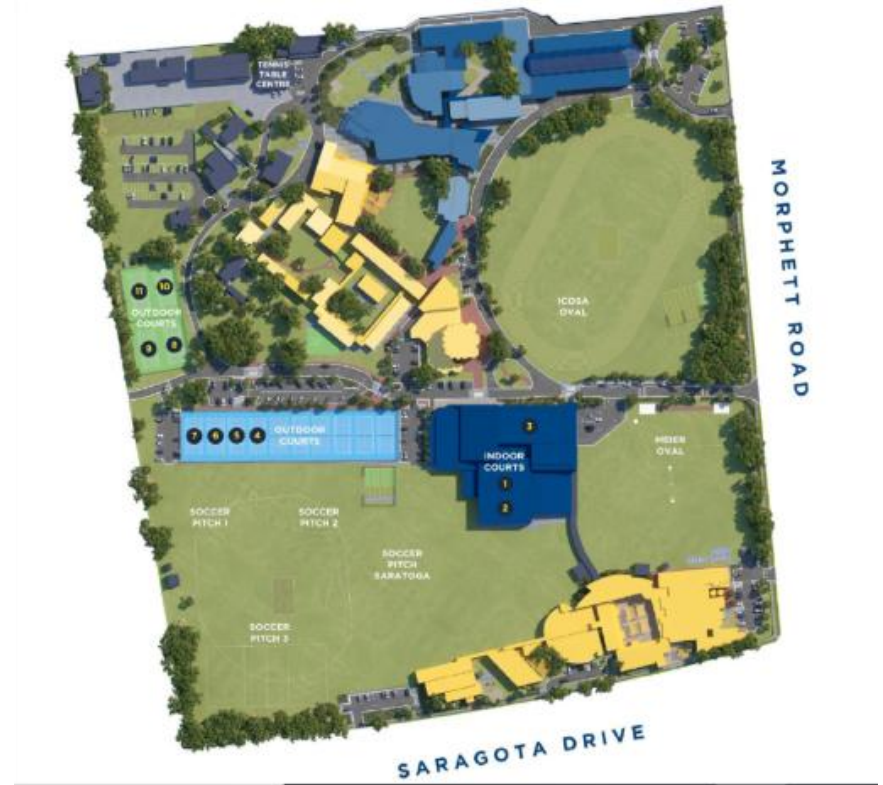 TENNIS
TABLE
CENTRE
MORPHETT ROAD
11
10
OUTDOOR
COURTS
9
8
ICOSA
OVAL
7
6
5
4
OUTDOOR
COURTS
3
INDOOR
COURTS
1
2
MEIER
OVAL
SOCCER
PITCH 1
SOCCER
PITCH 2
SOCCER
PITCH
SARATOGA
SOCCER
PITCH 3
SARAGOTA DRIVE